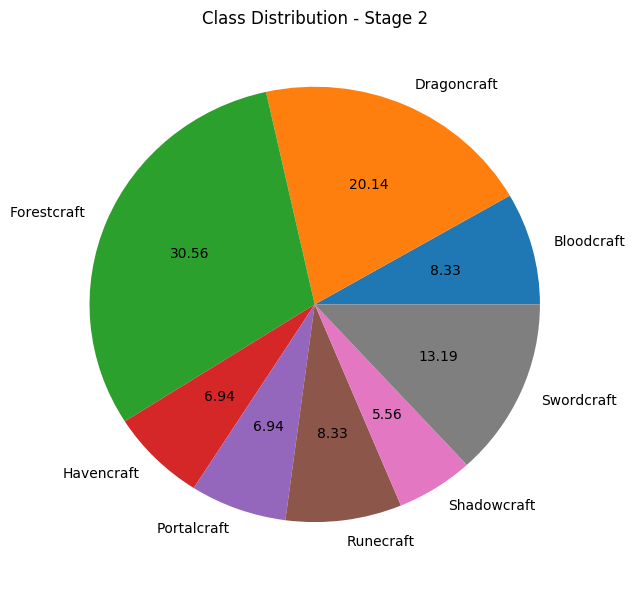 Class Distribution - Stage 2
Dragoncraft
20.14
Forestcraft
30.56
Bloodcraft
8.33
13.19
Swordcraft
6.94
6.94
8.33
5.56
Havencraft
Portalcraft
Runecraft
Shadowcraft